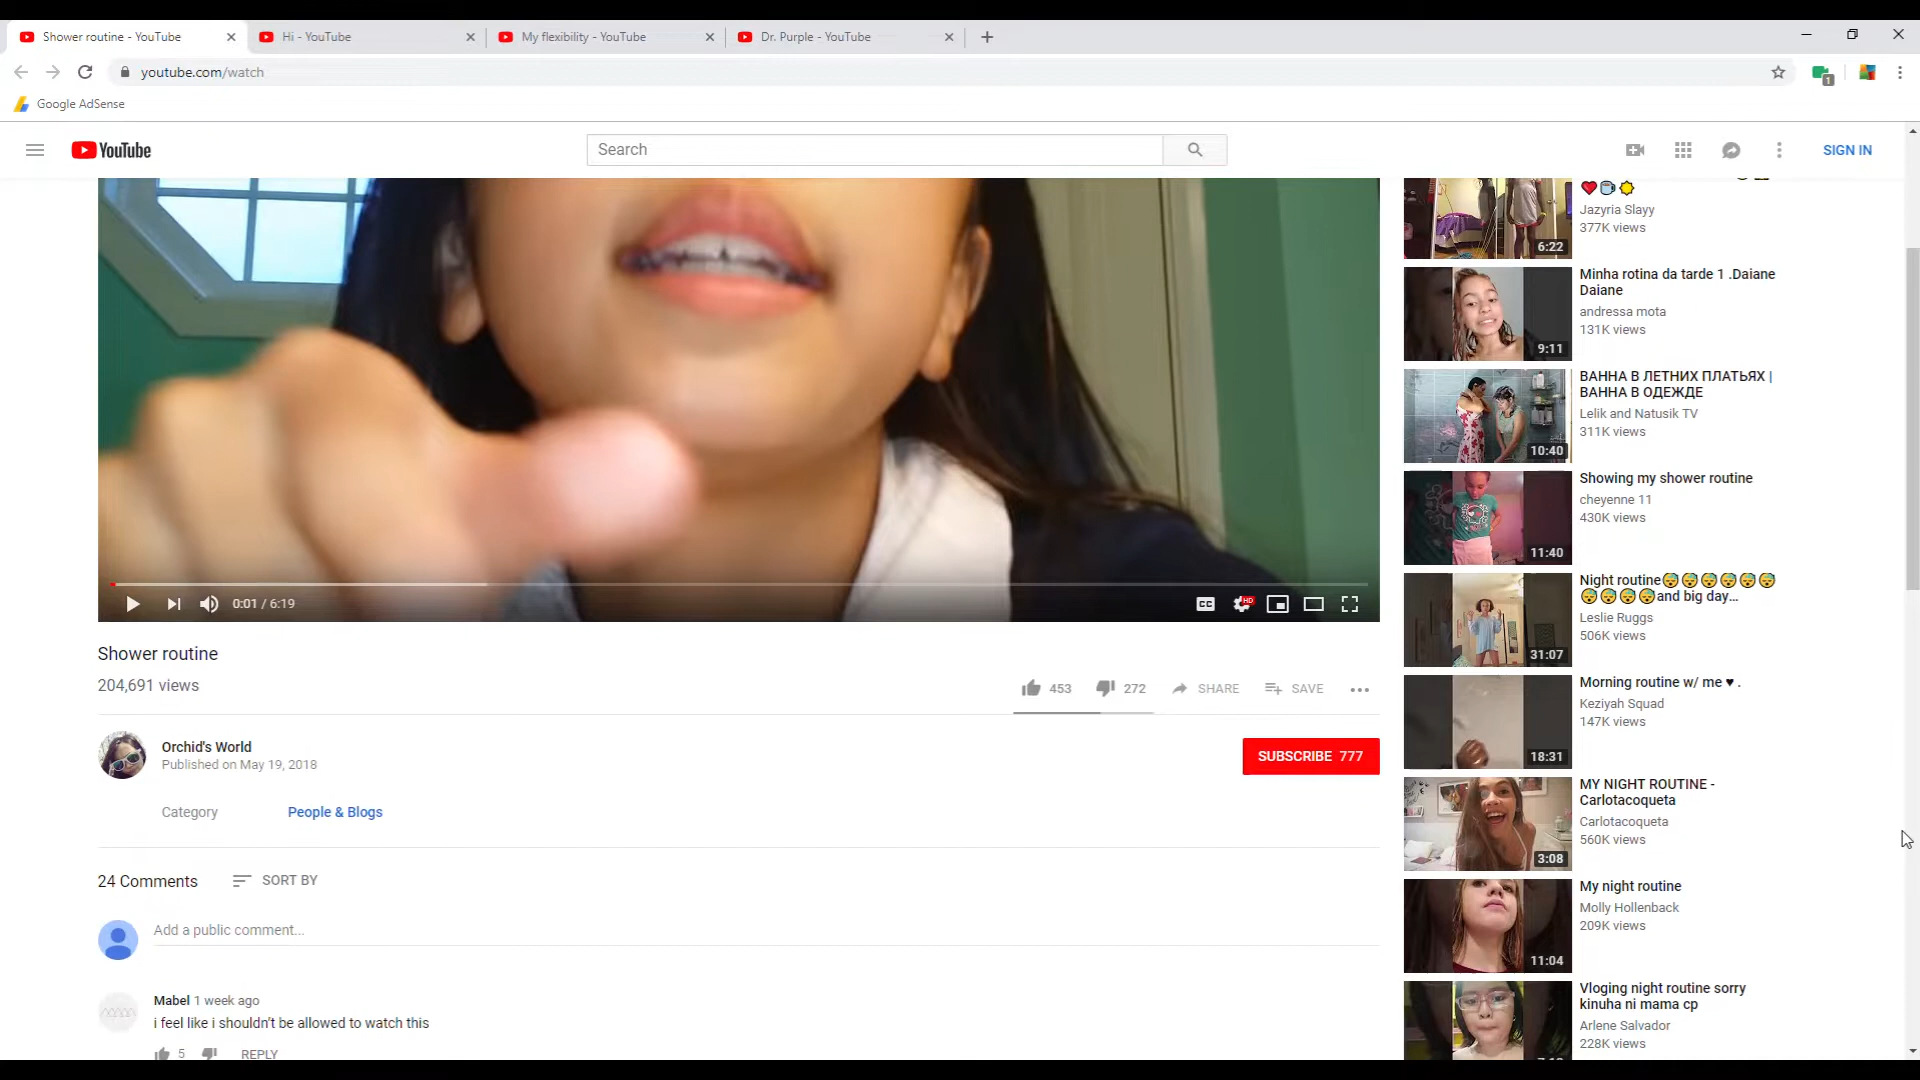 Shower routine - YouTube
Hi - YouTube
My flexibility - YouTube
Dr. Purple - YouTube
youtube.com/watch
1
Google AdSense
YouTube
Search
SIGN IN
0:01 / 6:19
CC
HD
Shower routine
204,691 views
453
272
SHARE
SAVE
Orchid's World
Published on May 19, 2018
SUBSCRIBE 777
Category
People & Blogs
24 Comments
SORT BY
Add a public comment...
Mabel 1 week ago
i feel like i shouldn't be allowed to watch this
5
REPLY
6:22
❤️☕🌞
Jazyria Slayy
377K views
9:11
Minha rotina da tarde 1 .Daiane
Daiane
andressa mota
131K views
10:40
ВАННА В ЛЕТНИХ ПЛАТЬЯХ |
ВАННА В ОДЕЖДЕ
Lelik and Natusik TV
311K views
11:40
Showing my shower routine
cheyenne 11
430K views
31:07
Night routine😴😴😴😴😴😴
😴😴😴😴and big day...
Leslie Ruggs
506K views
18:31
Morning routine w/ me ♥ .
Keziyah Squad
147K views
3:08
MY NIGHT ROUTINE -
Carlotacoqueta
Carlotacoqueta
560K views
11:04
My night routine
Molly Hollenback
209K views
Vloging night routine sorry
kinuha ni mama cp
Arlene Salvador
228K views